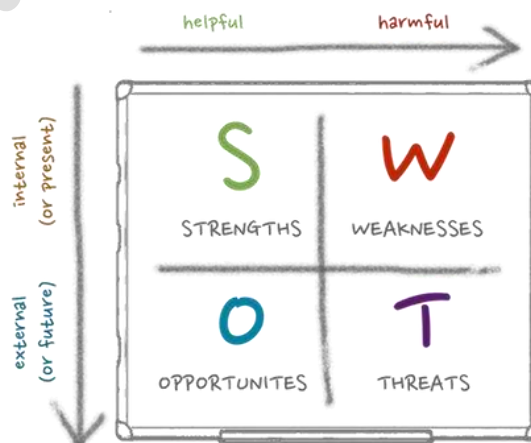 helpful harmful
internal
(or present)
S W
STRENGTHS WEAKNESSES
external
(or future)
O T
OPPORTUNITES THREATS